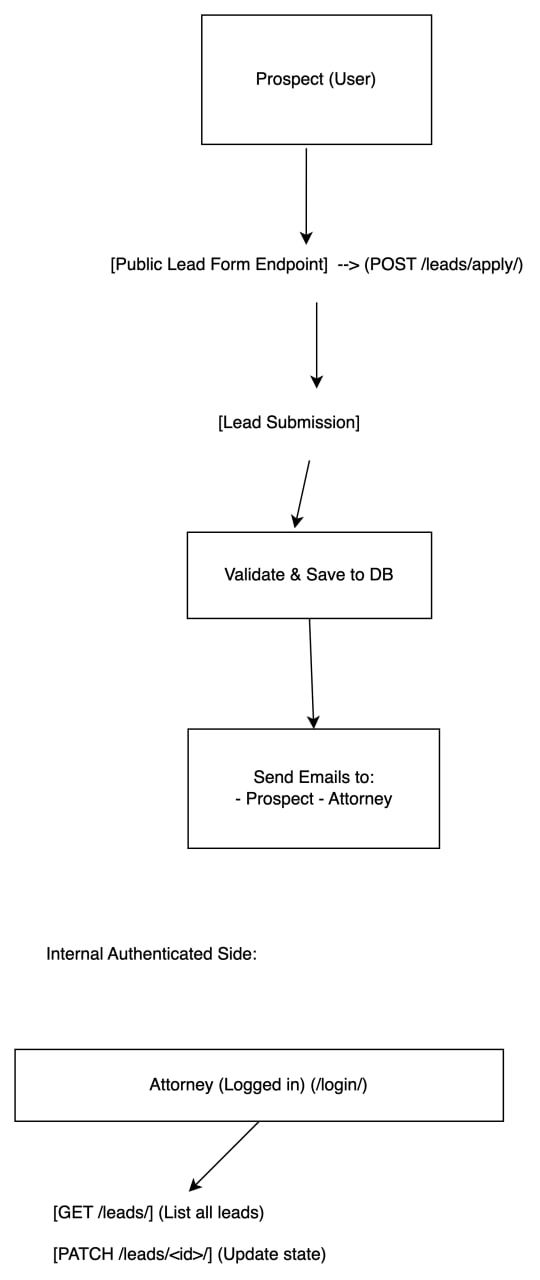 Prospect (User)
[Public Lead Form Endpoint]  --> (POST /leads/apply/)
[Lead Submission]
Validate & Save to DB
Send Emails to:
- Prospect - Attorney
Internal Authenticated Side:
Attorney (Logged in) (/login/)
[GET /leads/] (List all leads)
[PATCH /leads/<id>/] (Update state)